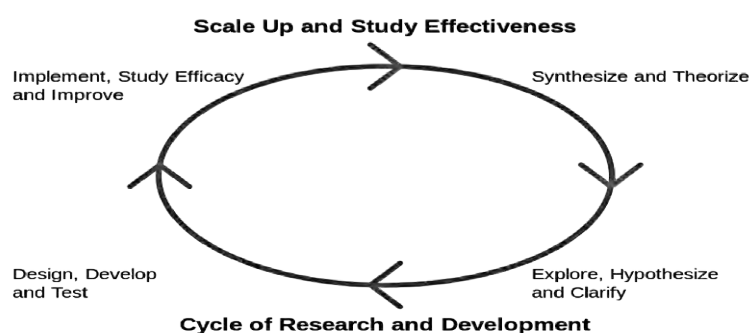 Scale Up and Study Effectiveness
Implement, Study Efficacy
and Improve
Synthesize and Theorize
Design, Develop
and Test
Explore, Hypothesize
and Clarify
Cycle of Research and Development